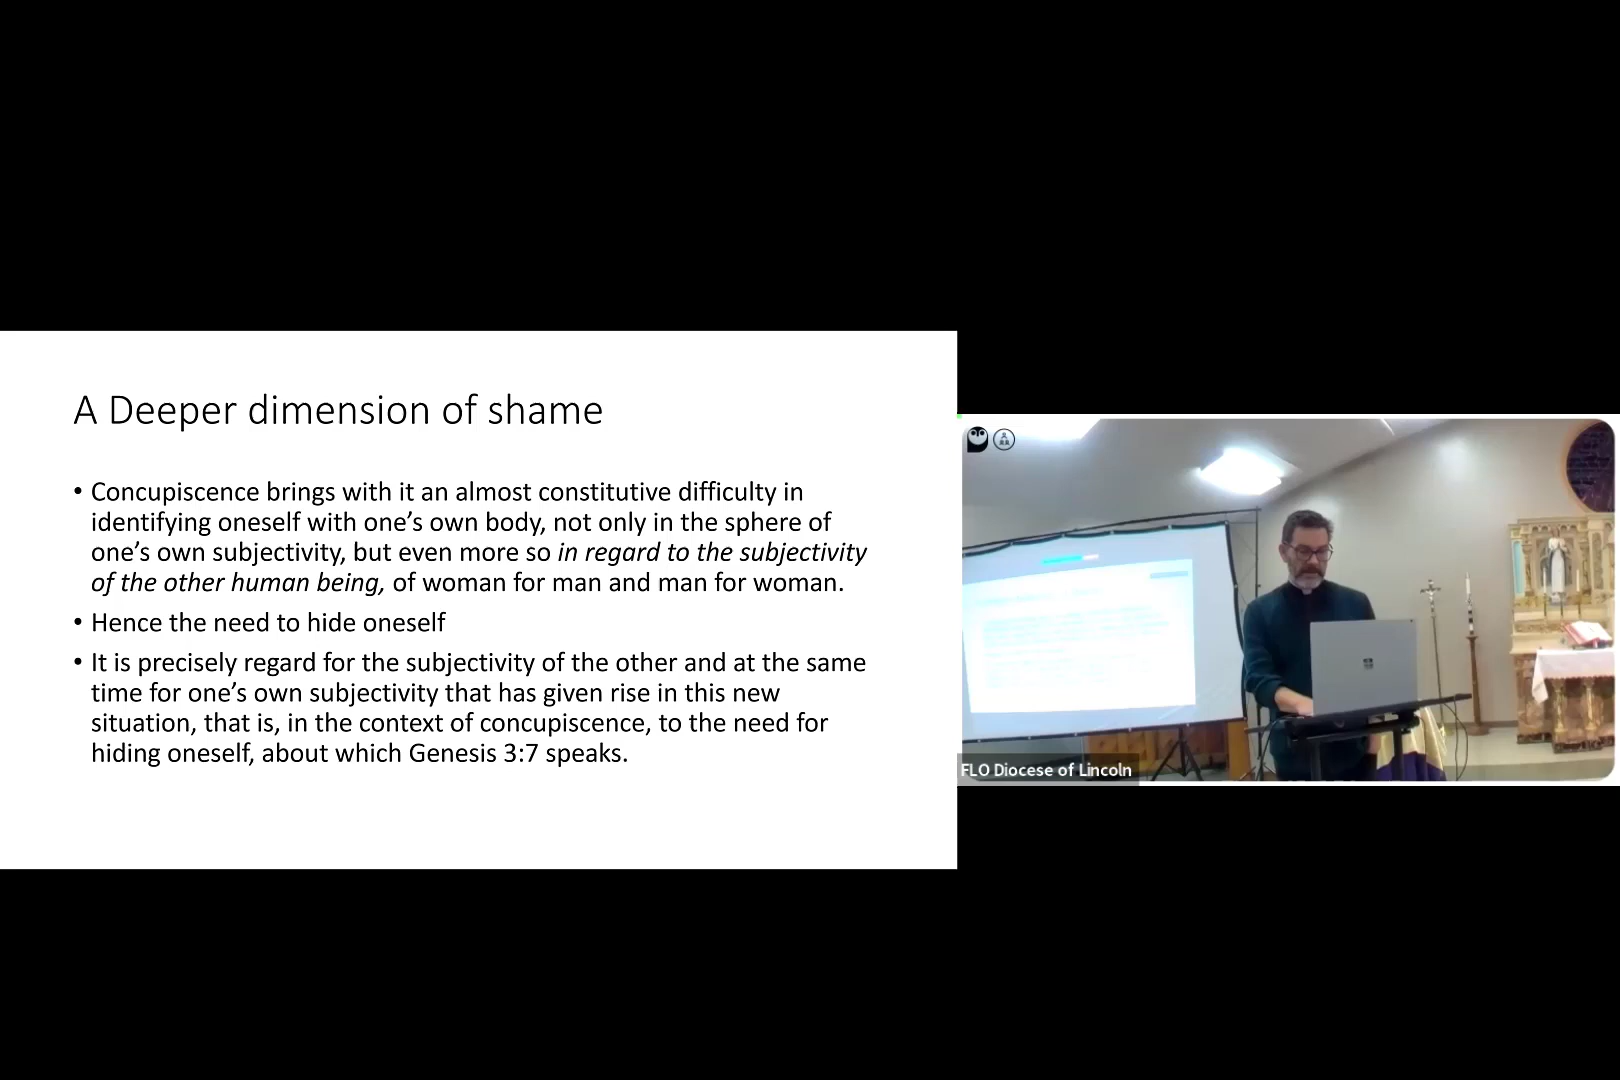 A Deeper dimension of shame
• Concupiscence brings with it an almost constitutive difficulty in
identifying oneself with one’s own body, not only in the sphere of
one’s own subjectivity, but even more so in regard to the subjectivity
of the other human being, of woman for man and man for woman.
• Hence the need to hide oneself
• It is precisely regard for the subjectivity of the other and at the same
time for one’s own subjectivity that has given rise in this new
situation, that is, in the context of concupiscence, to the need for
hiding oneself, about which Genesis 3:7 speaks.
FLO Diocese of Lincoln